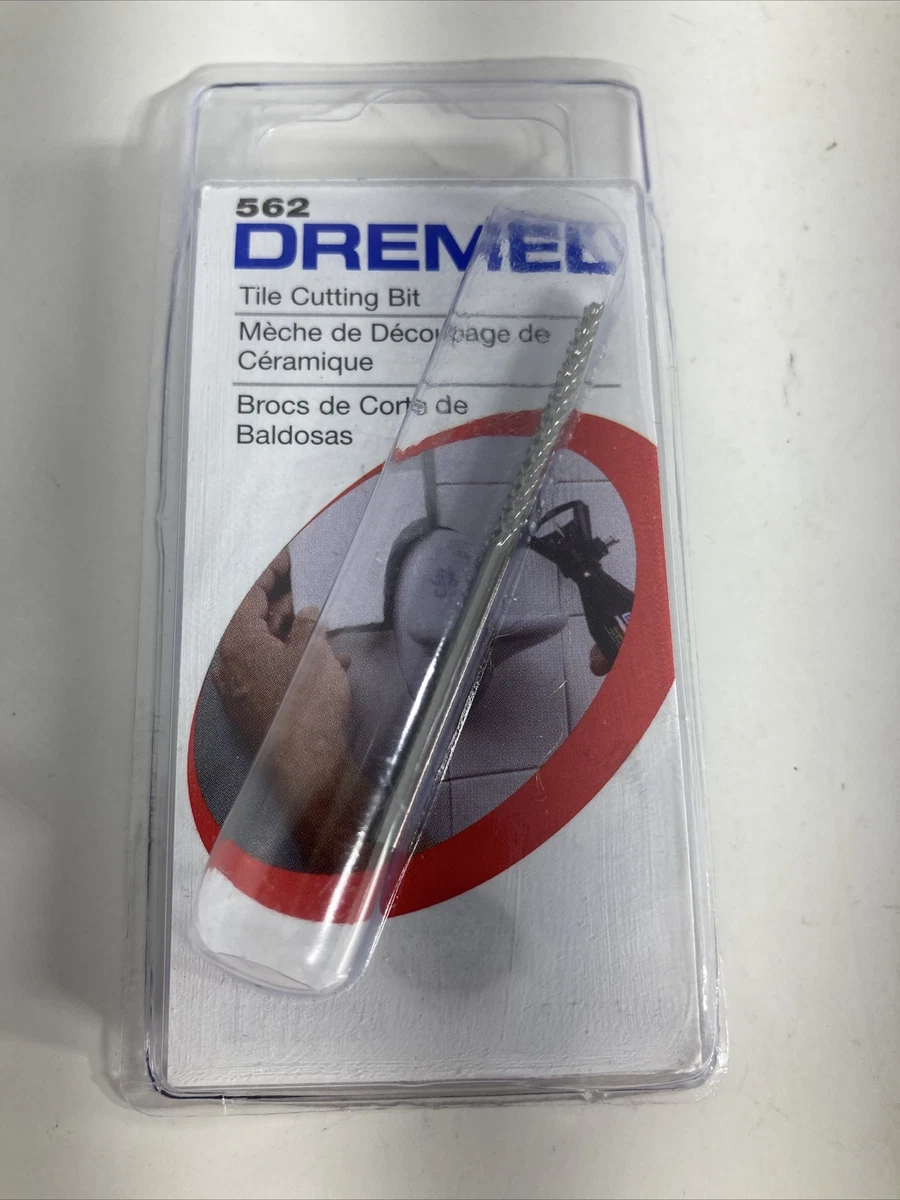 562
DREMEL
Tile Cutting Bit
Mèche de Découpage de
Céramique
Brocs de Corte de
Baldosas